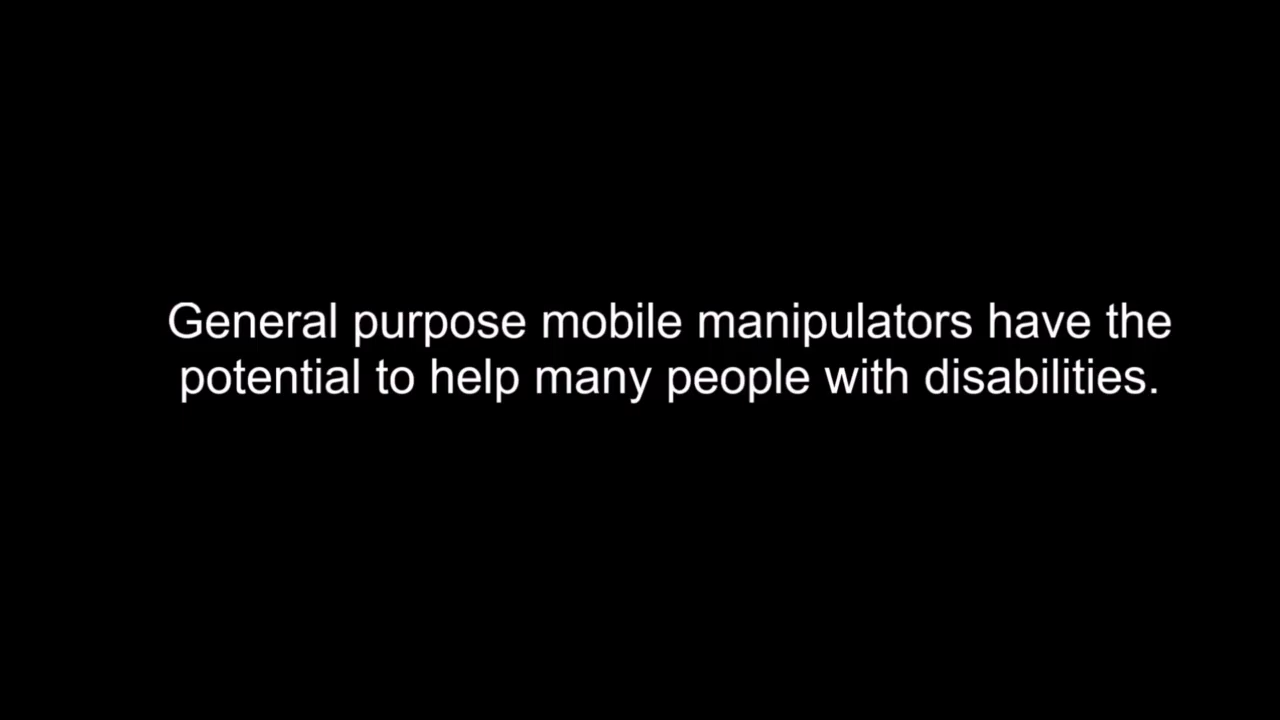 General purpose mobile manipulators have the
potential to help many people with disabilities.